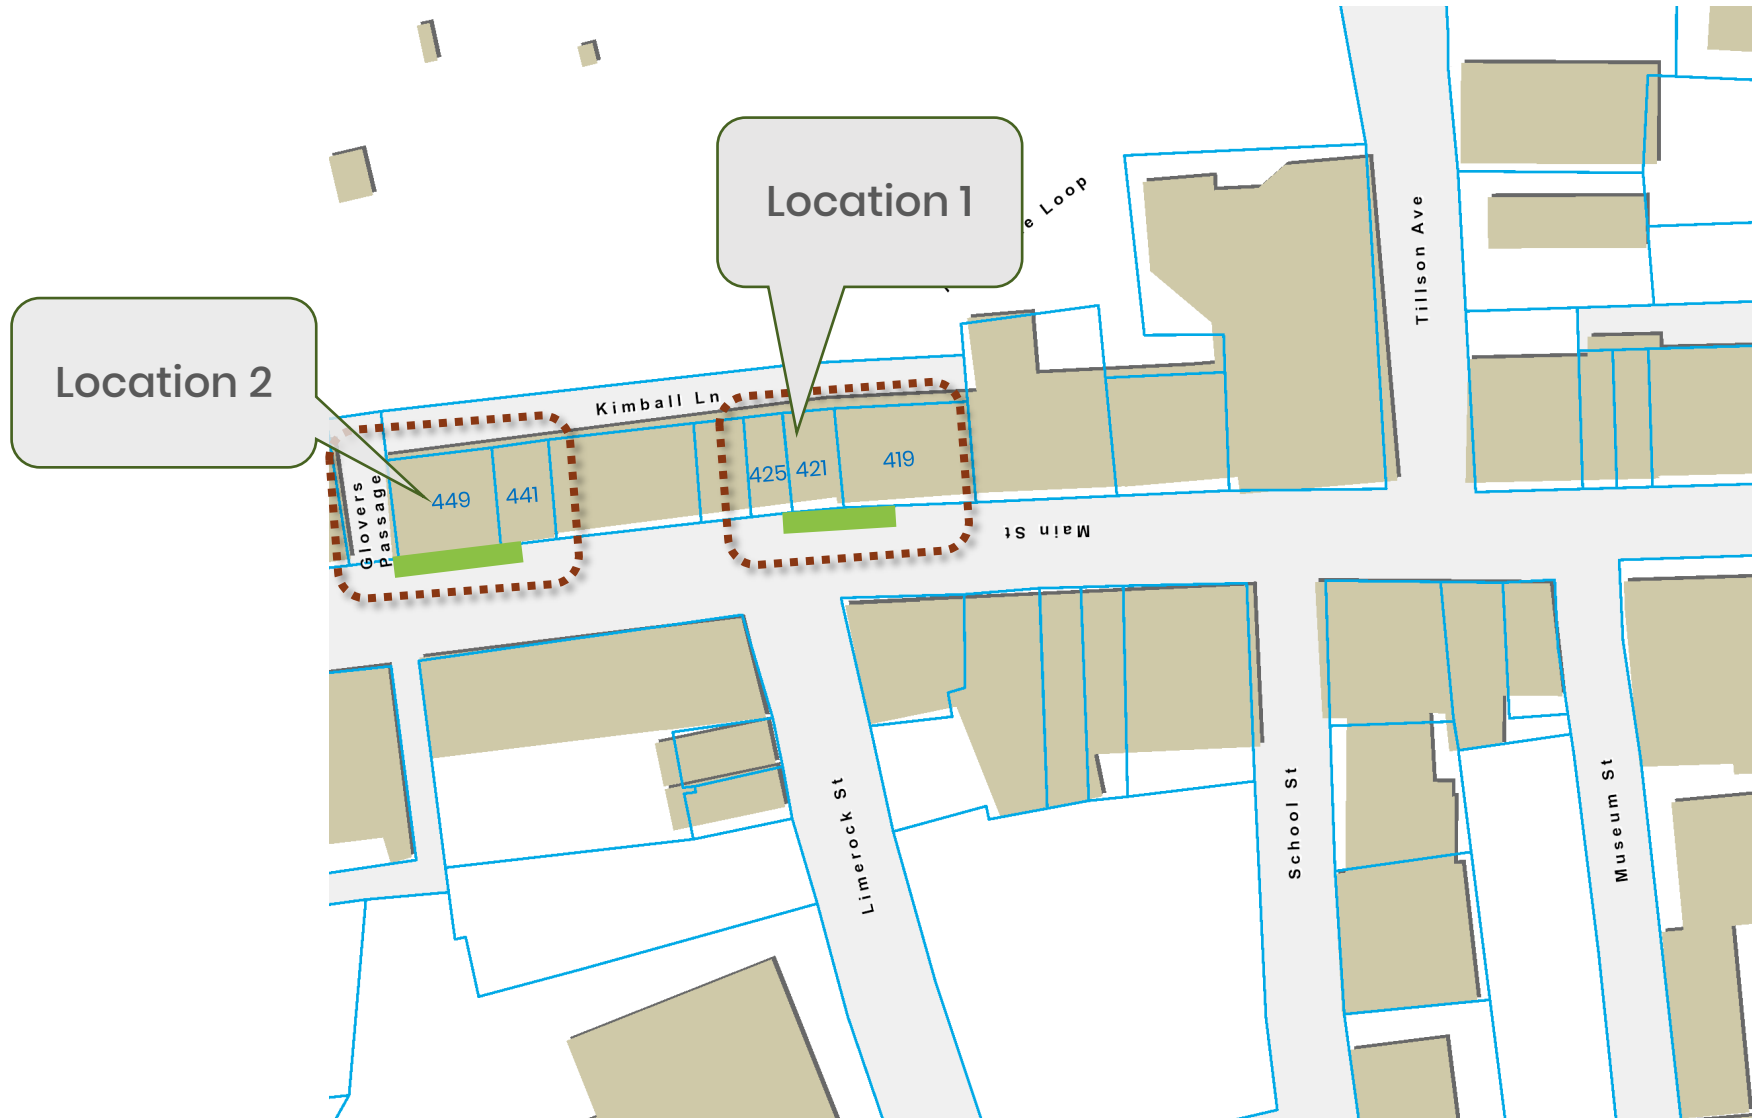 Location 1
Loop
Tillson Ave
Location 2
Kimball Ln
425
421
419
449
441
Glovers
Passage
Main St
Limerock St
School St
Museum St